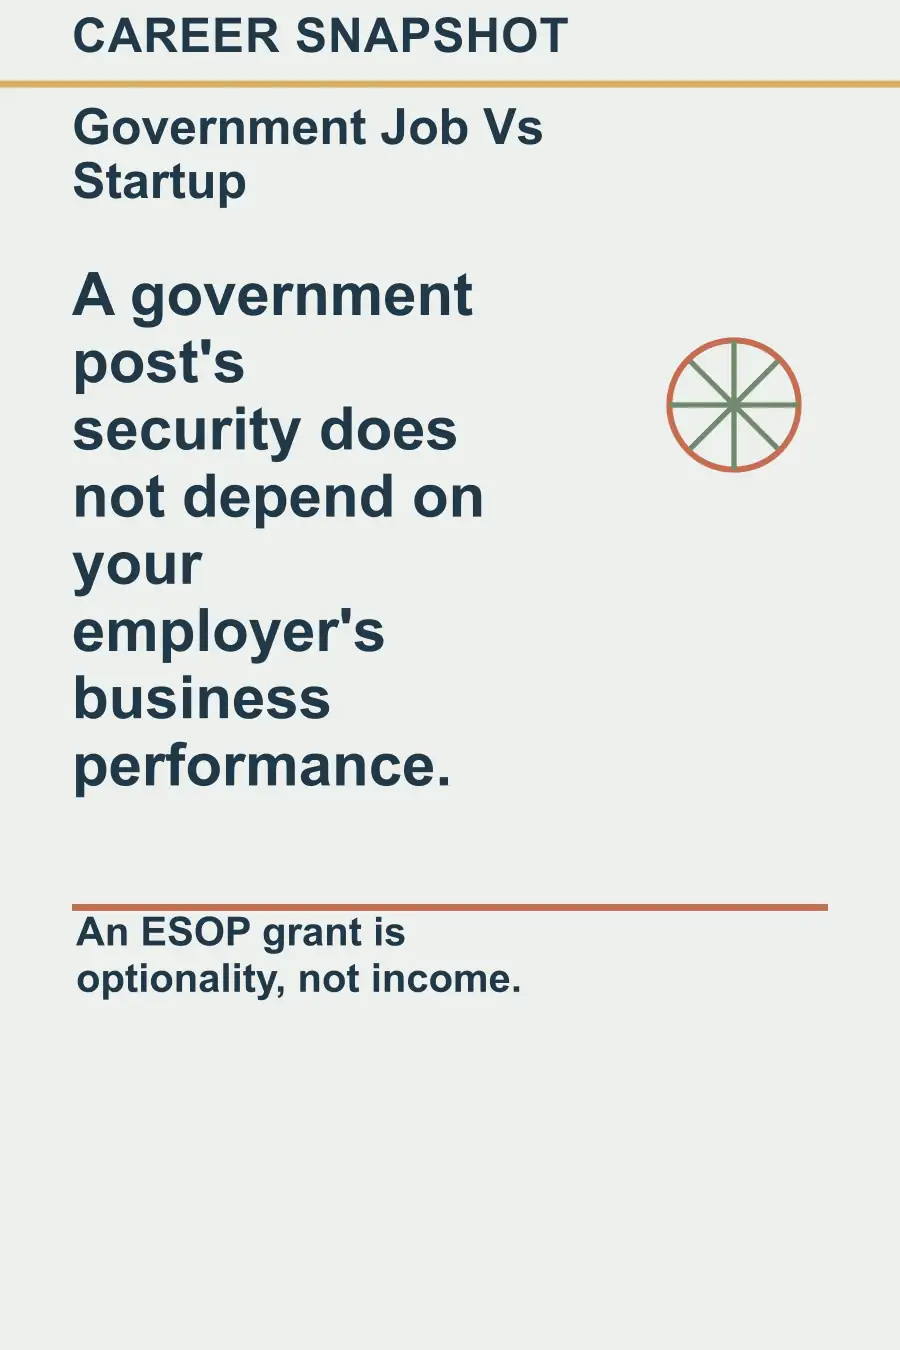 CAREER SNAPSHOT
Government Job Vs
Startup
A government
post's
security does
not depend on
your
employer's
business
performance.
An ESOP grant is
optionality, not income.